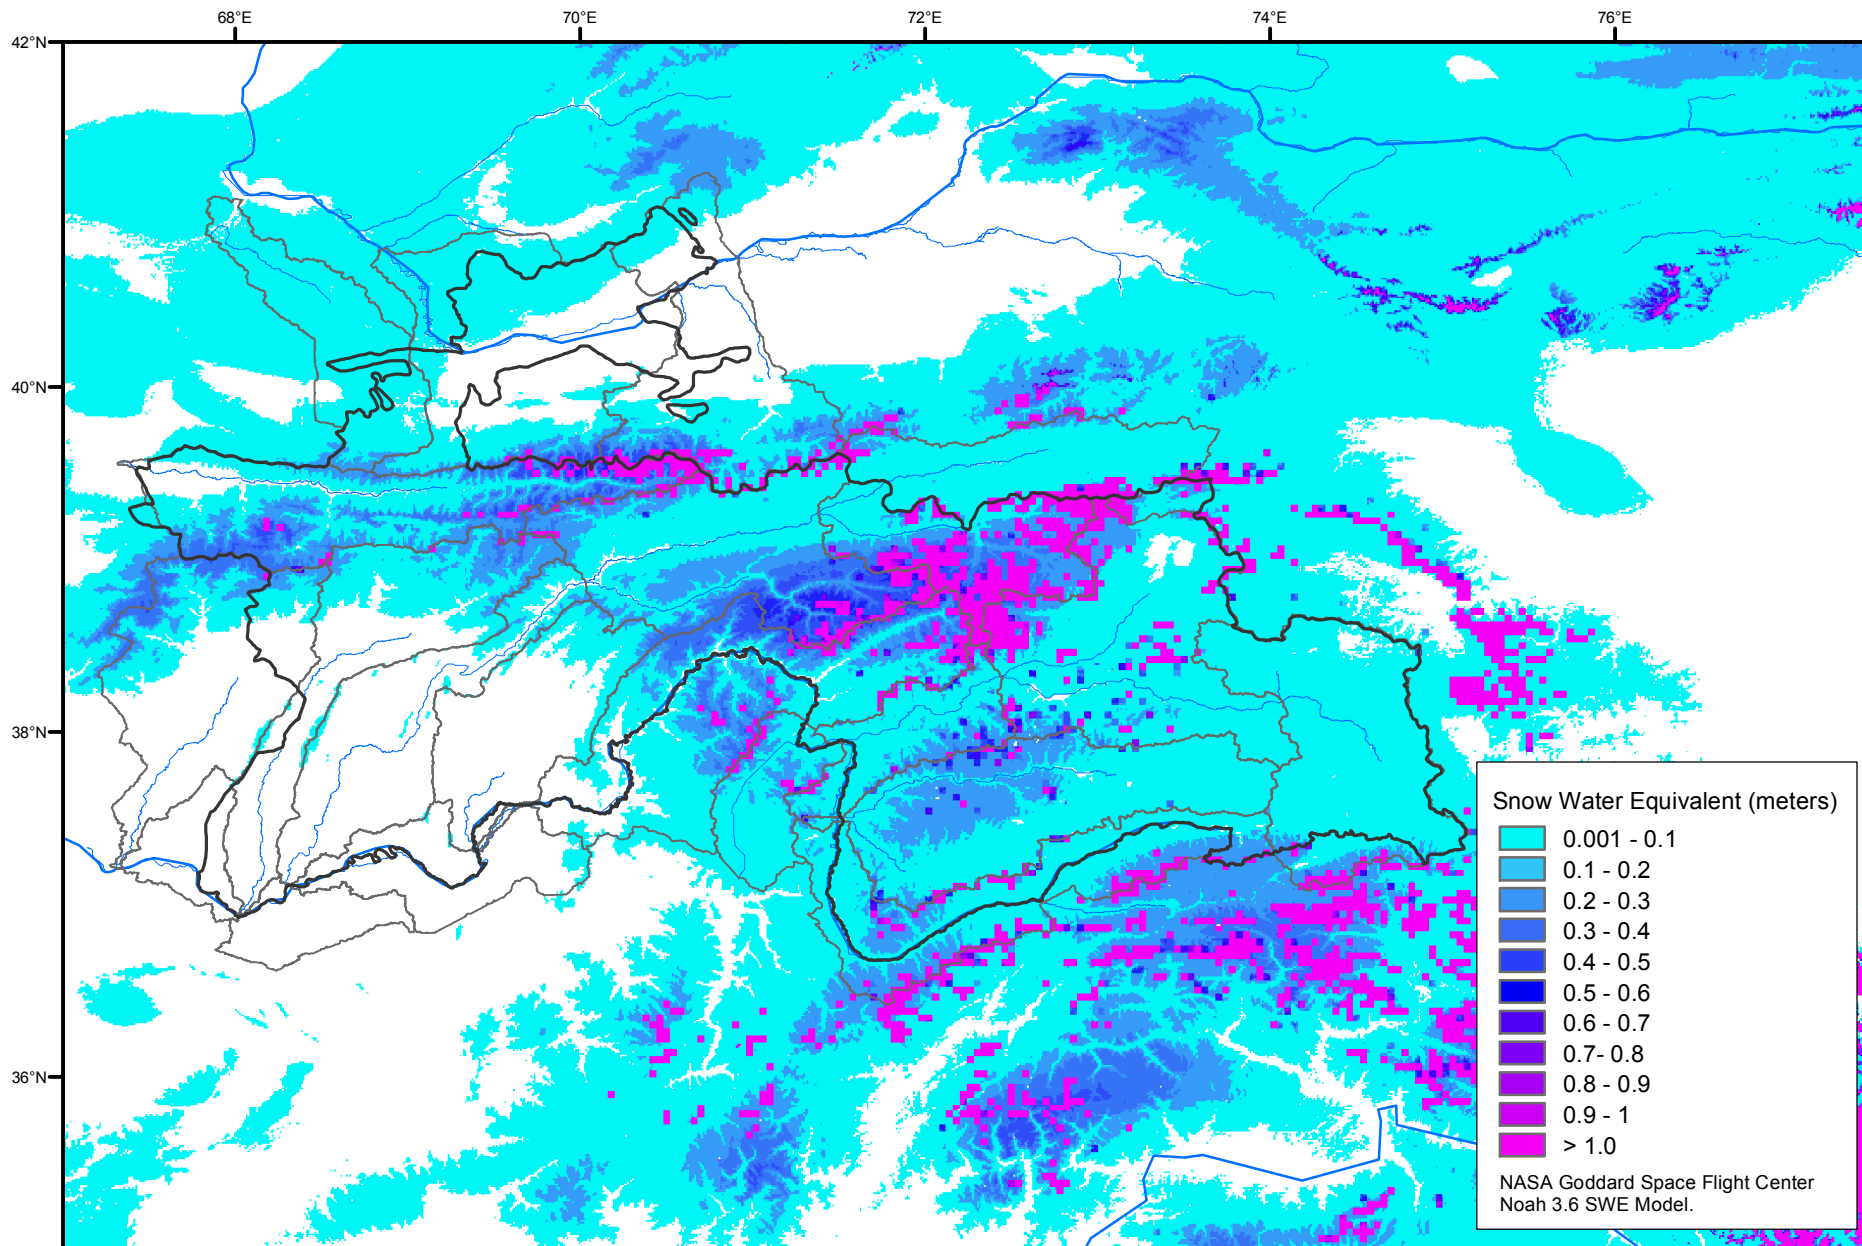 68°E
70°E
72°E
74°E
76°E
42°N
40°N
38°N
36°N
Snow Water Equivalent (meters)
0.001 - 0.1
0.1 - 0.2
0.2 - 0.3
0.3 - 0.4
0.4 - 0.5
0.5 - 0.6
0.6 - 0.7
0.7- 0.8
0.8 - 0.9
0.9 - 1
> 1.0
NASA Goddard Space Flight Center
Noah 3.6 SWE Model.